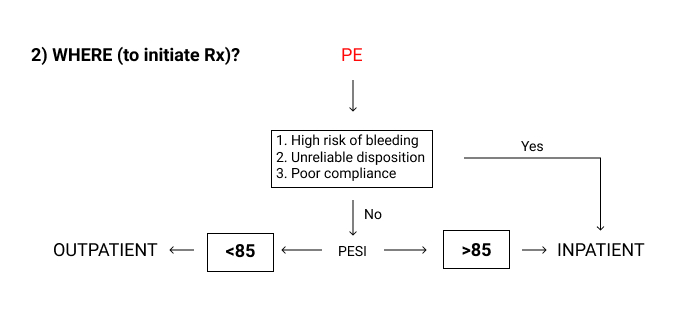 2) WHERE (to initiate Rx)?
PE
1. High risk of bleeding
2. Unreliable disposition
3. Poor compliance
Yes
No
OUTPATIENT
<85
PESI
>85
INPATIENT